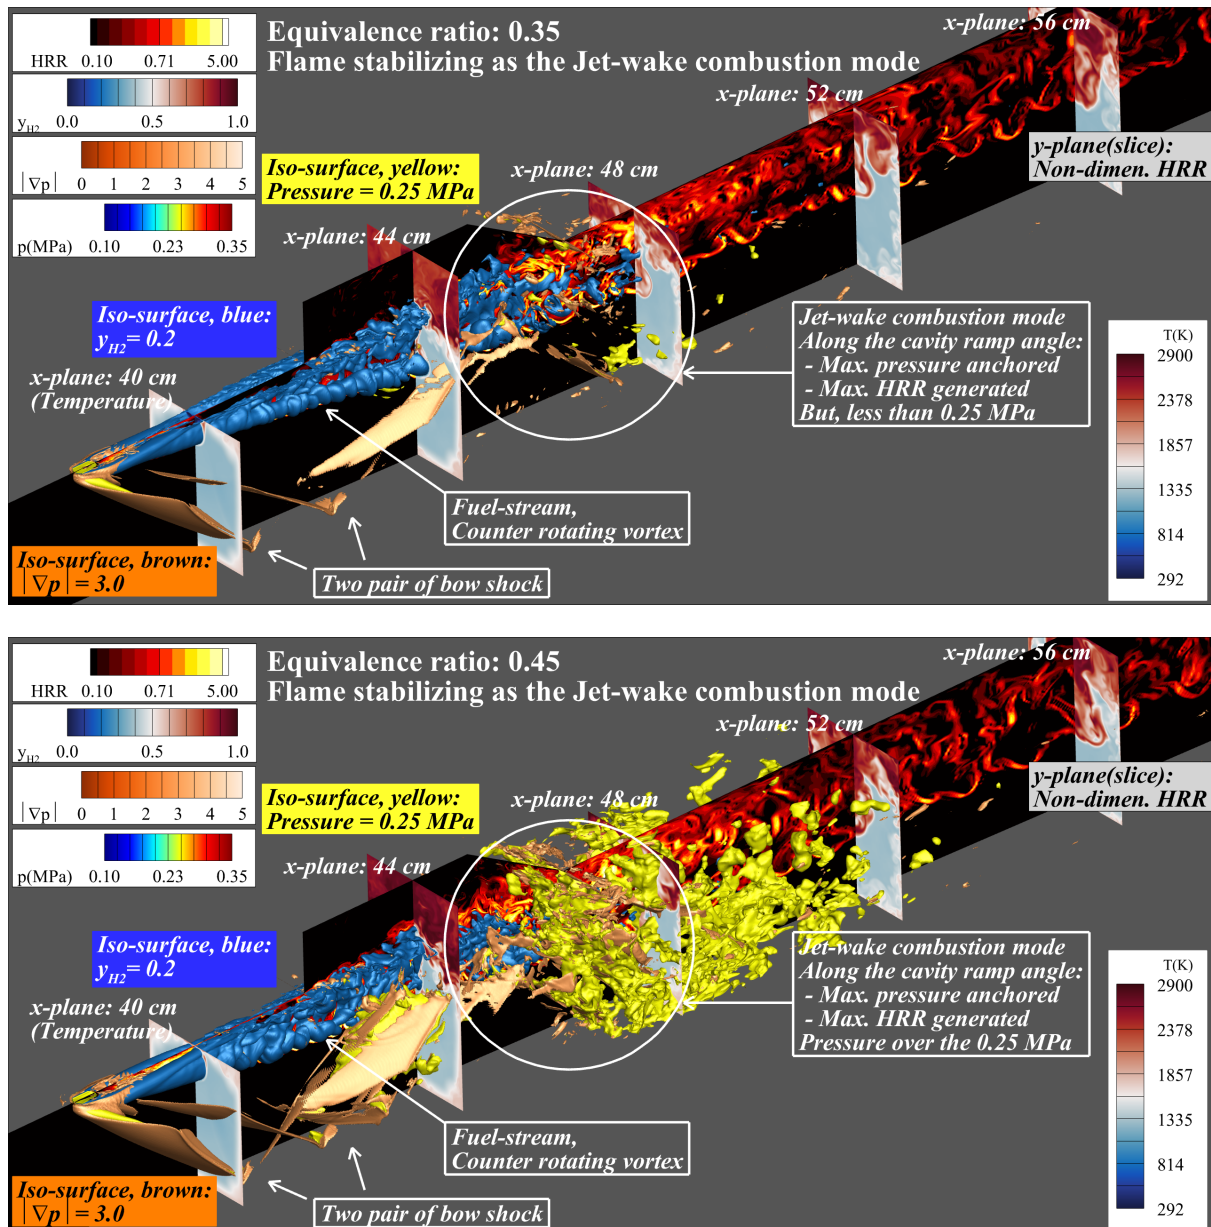 Equivalence ratio: 0.35
Flame stabilizing as the Jet-wake combustion mode
HRR
0.10 0.71 5.00
yH2
0.0 0.5 1.0
|∇p|
0 1 2 3 4 5
p(MPa)
0.10 0.23 0.35
x-plane: 56 cm
x-plane: 52 cm
y-plane(slice):
Non-dimen. HRR
Iso-surface, yellow:
Pressure = 0.25 MPa
x-plane: 48 cm
x-plane: 44 cm
Iso-surface, blue:
yH2= 0.2
x-plane: 40 cm
(Temperature)
Jet-wake combustion mode
Along the cavity ramp angle:
- Max. pressure anchored
- Max. HRR generated
But, less than 0.25 MPa
T(K)
2900
2378
1857
1335
814
292
Fuel-stream,
Counter rotating vortex
Iso-surface, brown:
|∇p| = 3.0
Two pair of bow shock
Equivalence ratio: 0.45
Flame stabilizing as the Jet-wake combustion mode
HRR
0.10 0.71 5.00
yH2
0.0 0.5 1.0
|∇p|
0 1 2 3 4 5
p(MPa)
0.10 0.23 0.35
x-plane: 56 cm
x-plane: 52 cm
y-plane(slice):
Non-dimen. HRR
Iso-surface, yellow:
Pressure = 0.25 MPa
x-plane: 48 cm
x-plane: 44 cm
Iso-surface, blue:
yH2= 0.2
x-plane: 40 cm
(Temperature)
Jet-wake combustion mode
Along the cavity ramp angle:
- Max. pressure anchored
- Max. HRR generated
Pressure over the 0.25 MPa
T(K)
2900
2378
1857
1335
814
292
Fuel-stream,
Counter rotating vortex
Iso-surface, brown:
|∇p| = 3.0
Two pair of bow shock